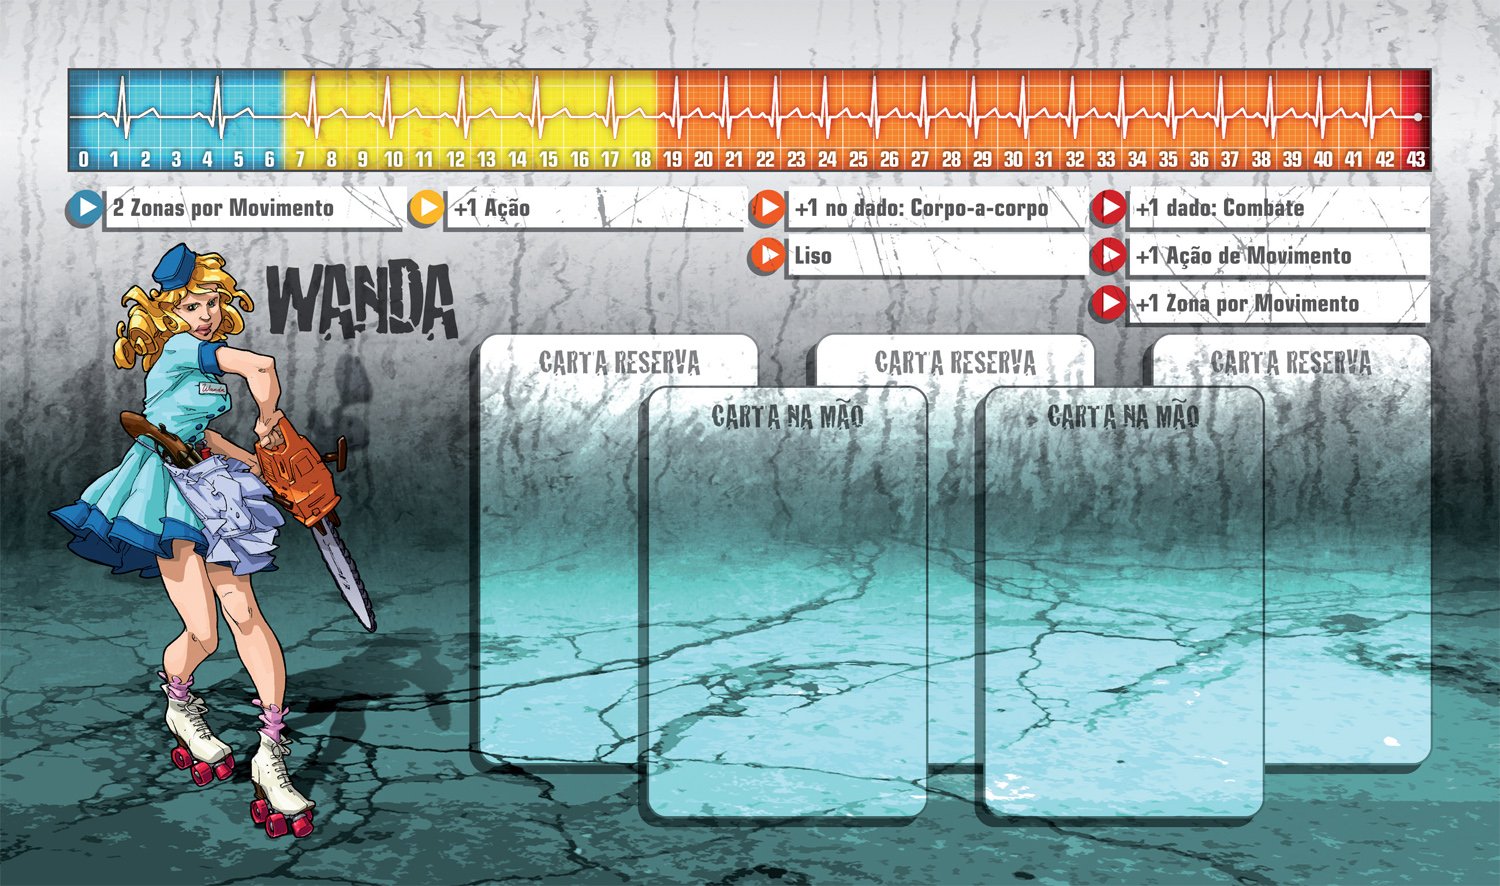 0 1 2 3 4 5 6 7 8 9 10 11 12 13 14 15 16 17 18 19 20 21 22 23 24 25 26 27 28 29 30 31 32 33 34 35 36 37 38 39 40 41 42 43
2 Zonas por Movimento
+1 Ação
+1 no dado: Corpo-a-corpo
Liso
+1 dado: Combate
+1 Ação de Movimento
+1 Zona por Movimento
WANDA
Wanda
CARTA RESERVA
CARTA RESERVA
CARTA RESERVA
CARTA NA MÃO
CARTA NA MÃO